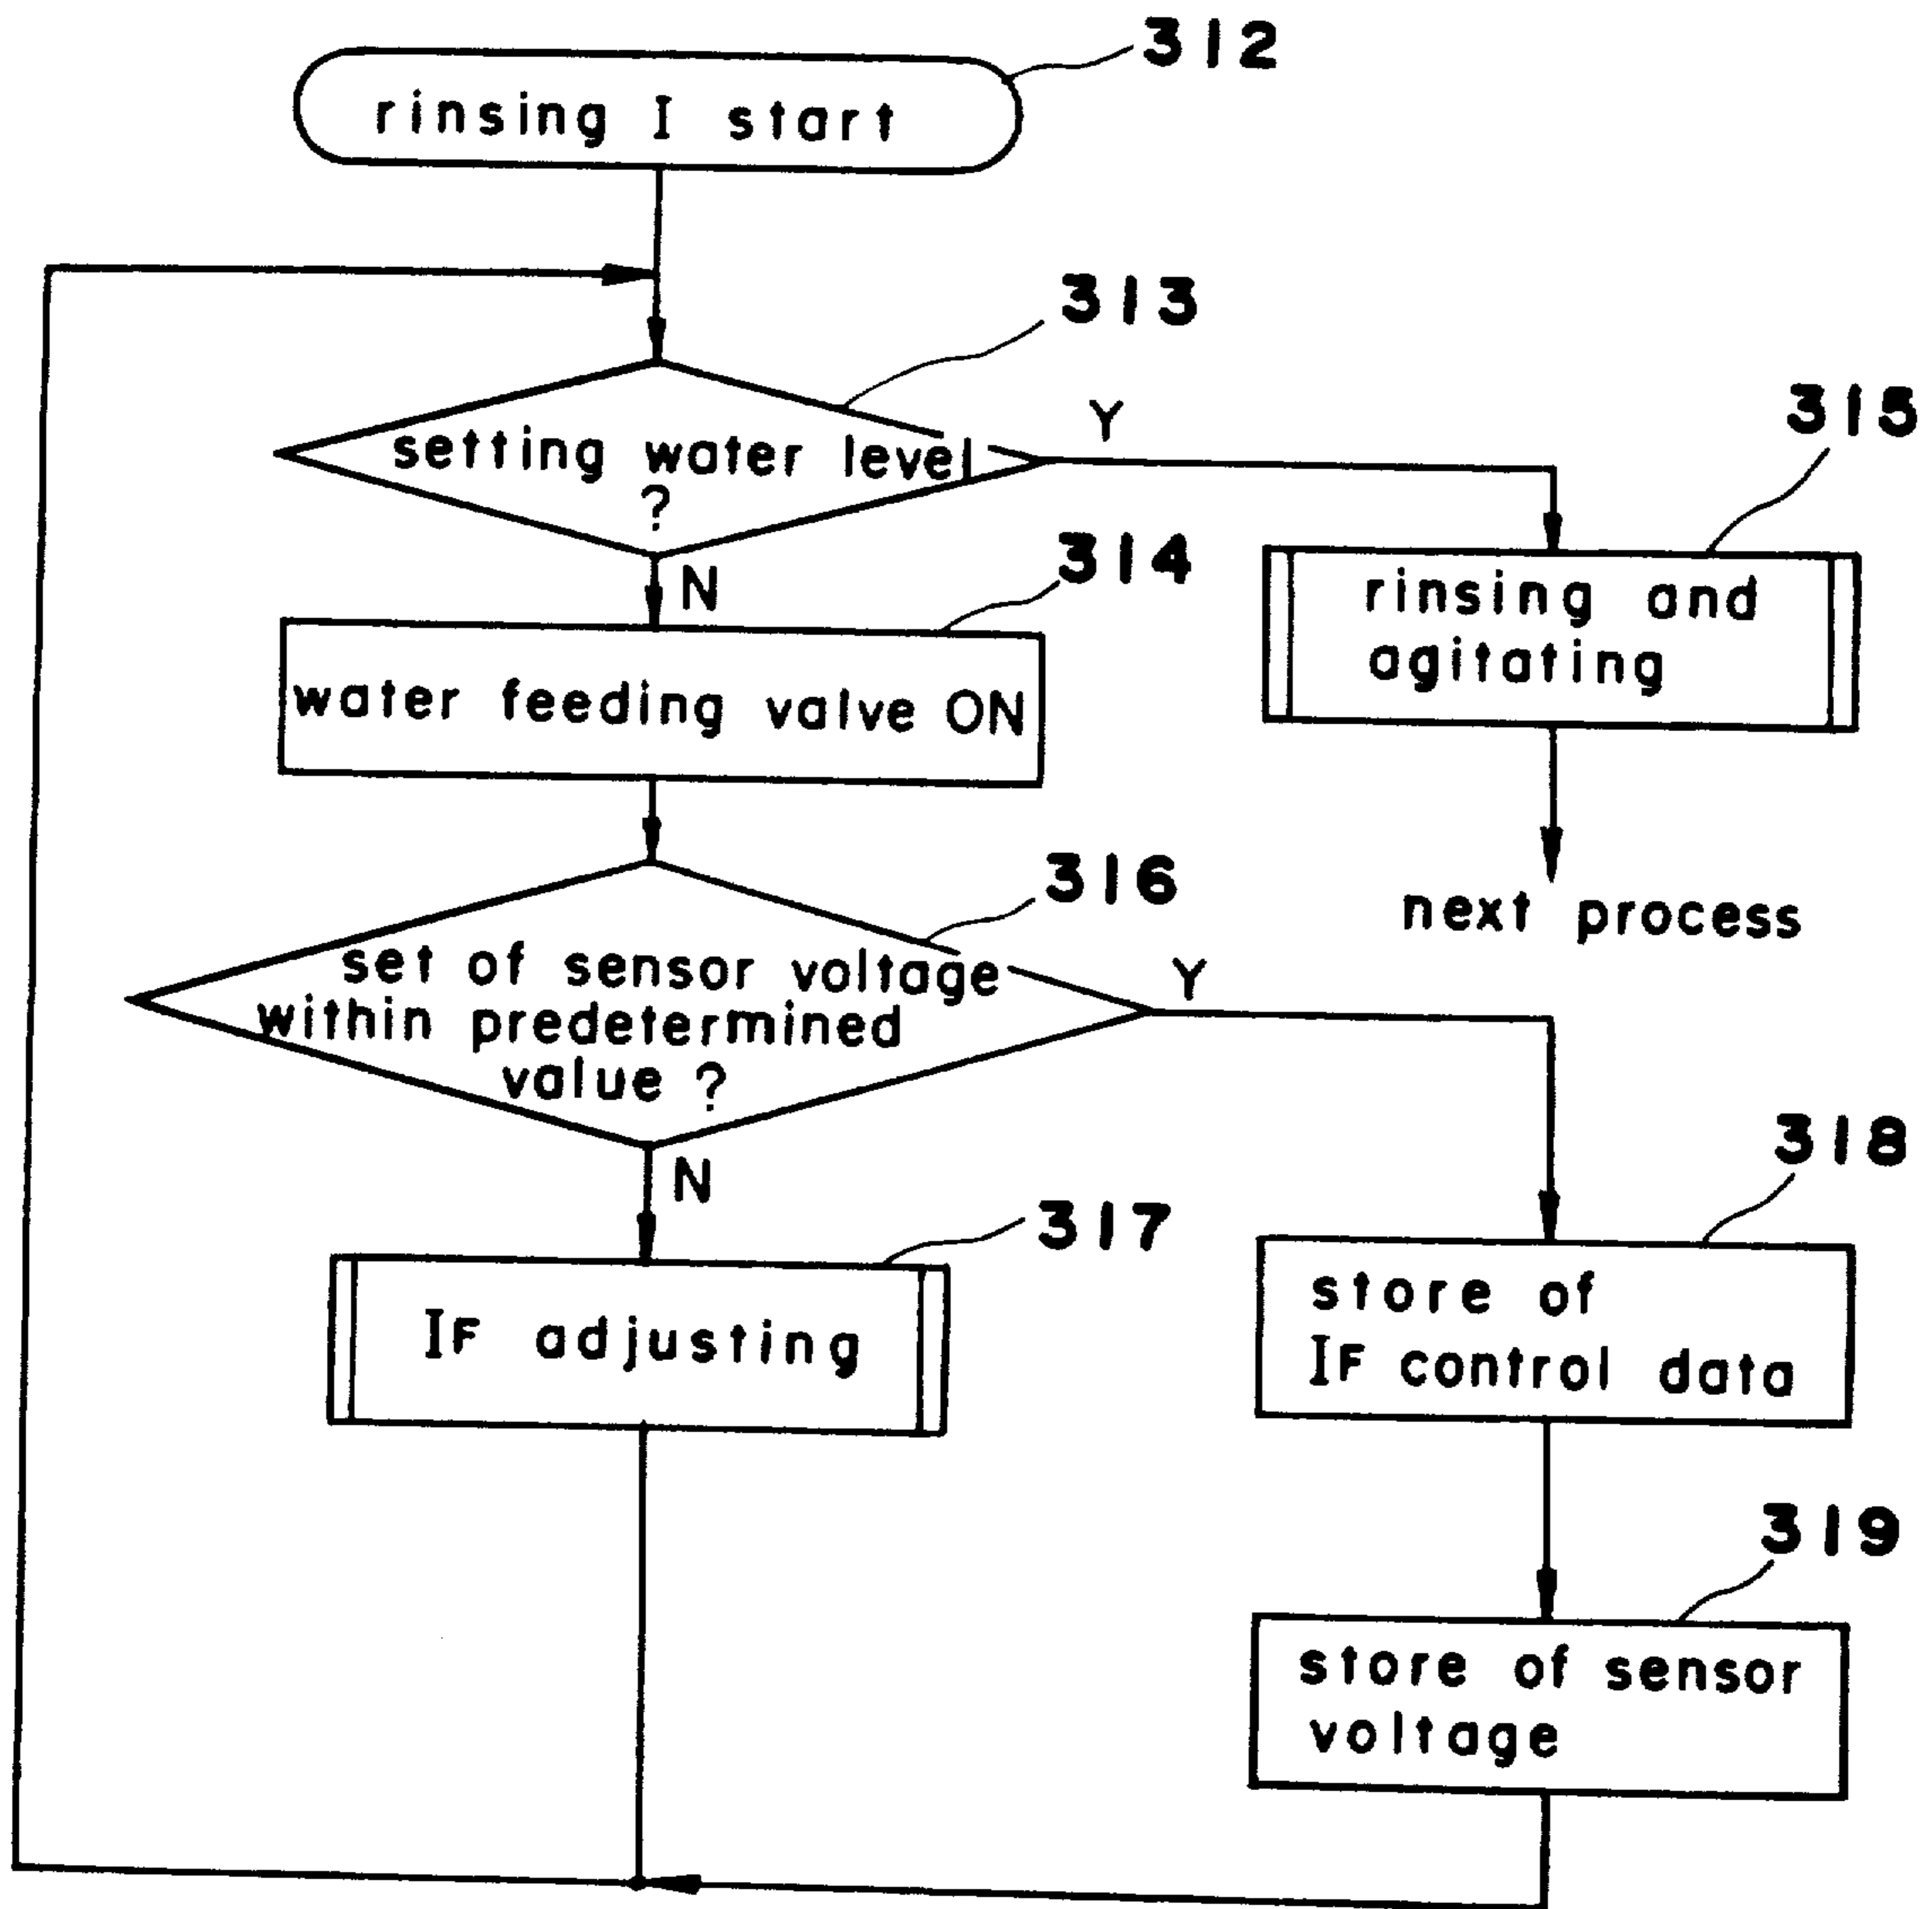 312
rinsing I start
313
setting water level
?
Y
N
314
water feeding valve ON
315
rinsing and
agitating
next process
316
set of sensor voltage
within predetermined
value ?
Y
N
317
IF adjusting
318
store of
IF control data
319
store of sensor
voltage